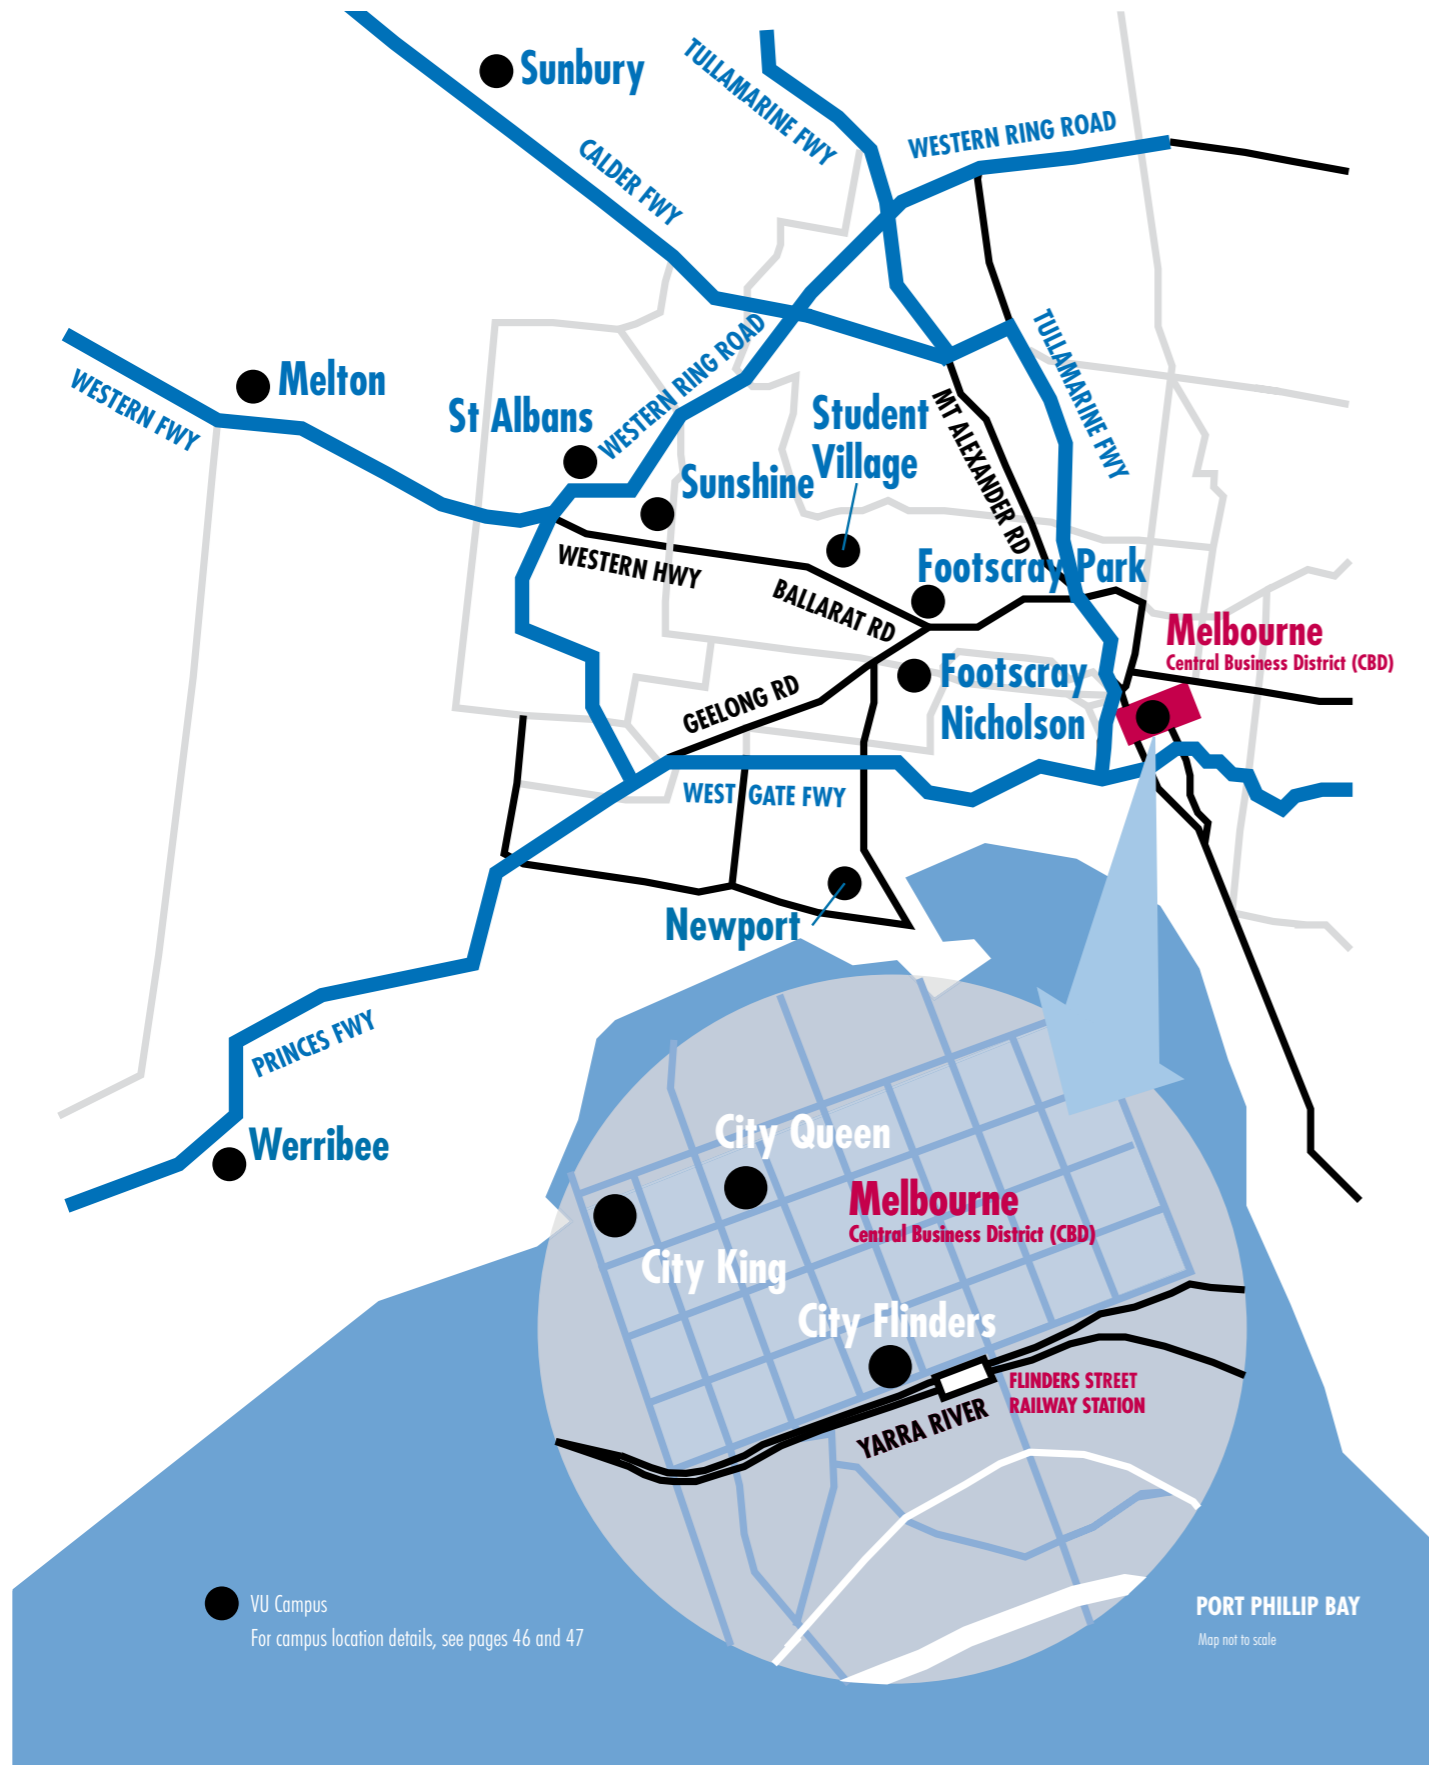 Sunbury
TULLAMARINE FWY
WESTERN RING ROAD
CALDER FWY
WESTERN RING ROAD
TULLAMARINE FWY
Melton
WESTERN FWY
St Albans
Student
Village
MT ALEXANDER RD
Sunshine
WESTERN HWY
BALLARAT RD
Footscray Park
Melbourne
Central Business District (CBD)
Footscray
Nicholson
GEELONG RD
WEST GATE FWY
Newport
PRINCES FWY
Werribee
City Queen
Melbourne
Central Business District (CBD)
City King
City Flinders
FLINDERS STREET
RAILWAY STATION
YARRA RIVER
VU Campus
For campus location details, see pages 46 and 47
PORT PHILLIP BAY
Map not to scale